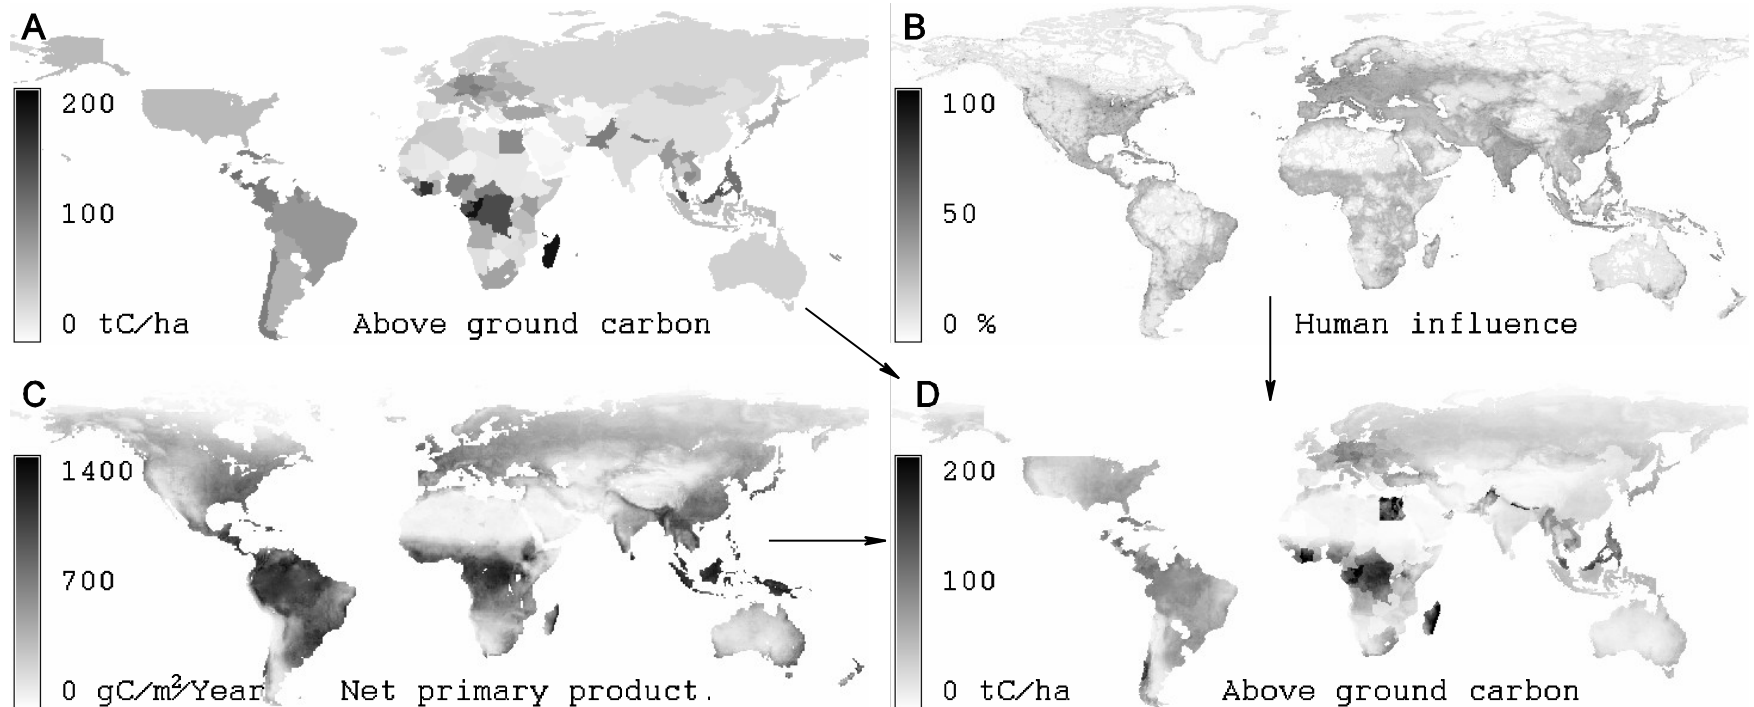 A
200
100
0 tC/ha
Above ground carbon
B
100
50
0 %
Human influence
C
1400
700
0 gC/m²/Year
Net primary product.
D
200
100
0 tC/ha
Above ground carbon